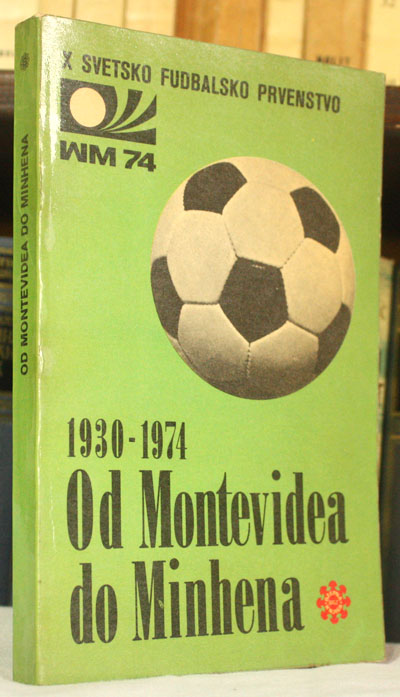 X SVETSKO FUDBALSKO PRVENSTVO
WM 74
1930-1974
Od Montevidea
do Minhena
OD MONTEVIDEA DO MINHENA